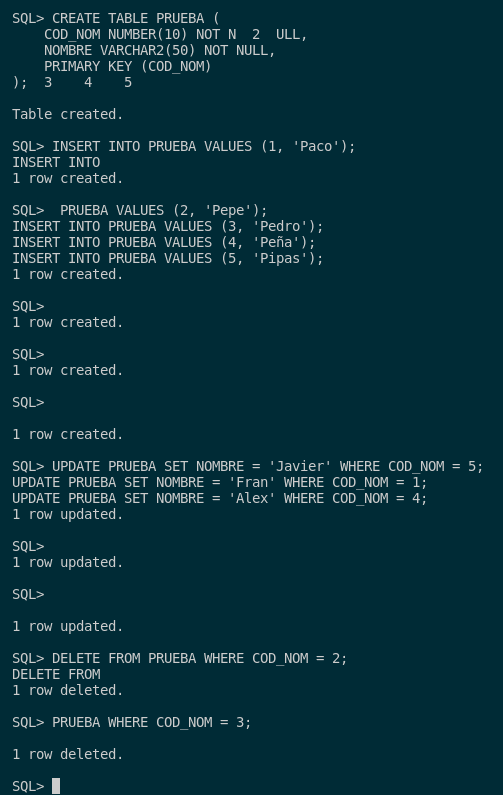 SQL> CREATE TABLE PRUEBA (
COD_NOM NUMBER(10) NOT N  2  ULL,
NOMBRE VARCHAR2(50) NOT NULL,
PRIMARY KEY (COD_NOM)
);  3    4    5
Table created.
SQL> INSERT INTO PRUEBA VALUES (1, 'Paco');
INSERT INTO
1 row created.
SQL>  PRUEBA VALUES (2, 'Pepe');
INSERT INTO PRUEBA VALUES (3, 'Pedro');
INSERT INTO PRUEBA VALUES (4, 'Peña');
INSERT INTO PRUEBA VALUES (5, 'Pipas');
1 row created.
SQL>
1 row created.
SQL>
1 row created.
SQL>
1 row created.
SQL> UPDATE PRUEBA SET NOMBRE = 'Javier' WHERE COD_NOM = 5;
UPDATE PRUEBA SET NOMBRE = 'Fran' WHERE COD_NOM = 1;
UPDATE PRUEBA SET NOMBRE = 'Alex' WHERE COD_NOM = 4;
1 row updated.
SQL>
1 row updated.
SQL>
1 row updated.
SQL> DELETE FROM PRUEBA WHERE COD_NOM = 2;
DELETE FROM
1 row deleted.
SQL> PRUEBA WHERE COD_NOM = 3;
1 row deleted.
SQL>